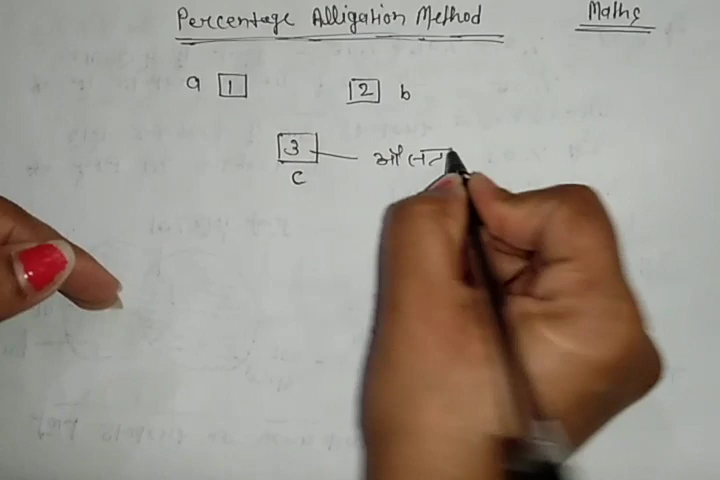 Percentage Alligation Method Maths
a 1 2 b
3 औसत
c